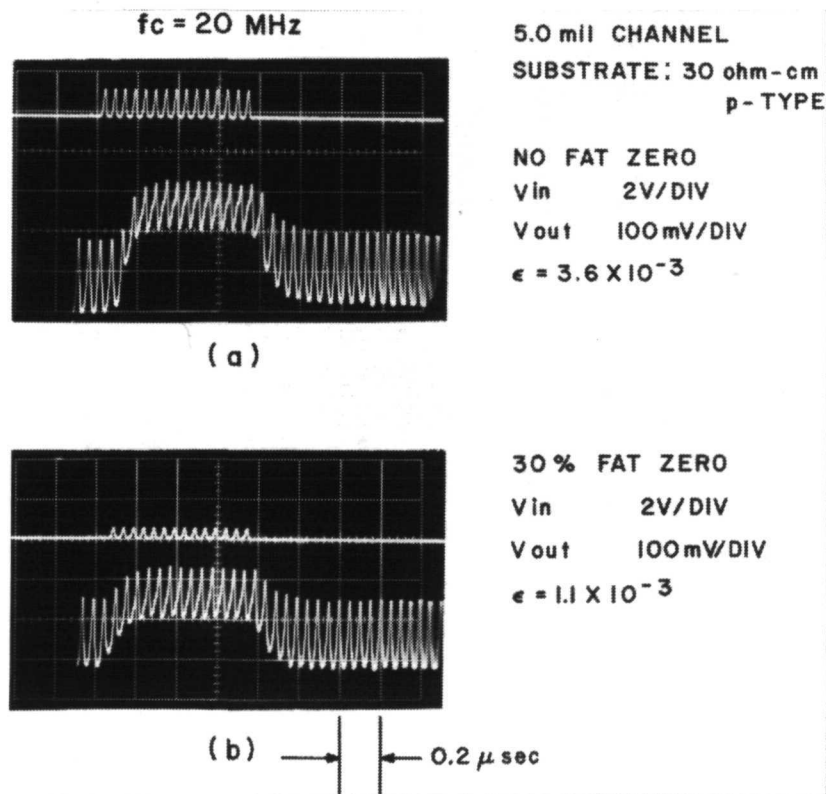 fc = 20 MHz
5.0 mil CHANNEL
SUBSTRATE: 30 ohm-cm
p-TYPE
NO FAT ZERO
Vin 2V/DIV
Vout 100mV/DIV
ϵ = 3.6 X 10⁻³
(a)
30% FAT ZERO
Vin 2V/DIV
Vout 100mV/DIV
ϵ = 1.1 X 10⁻³
(b)
0.2 μsec